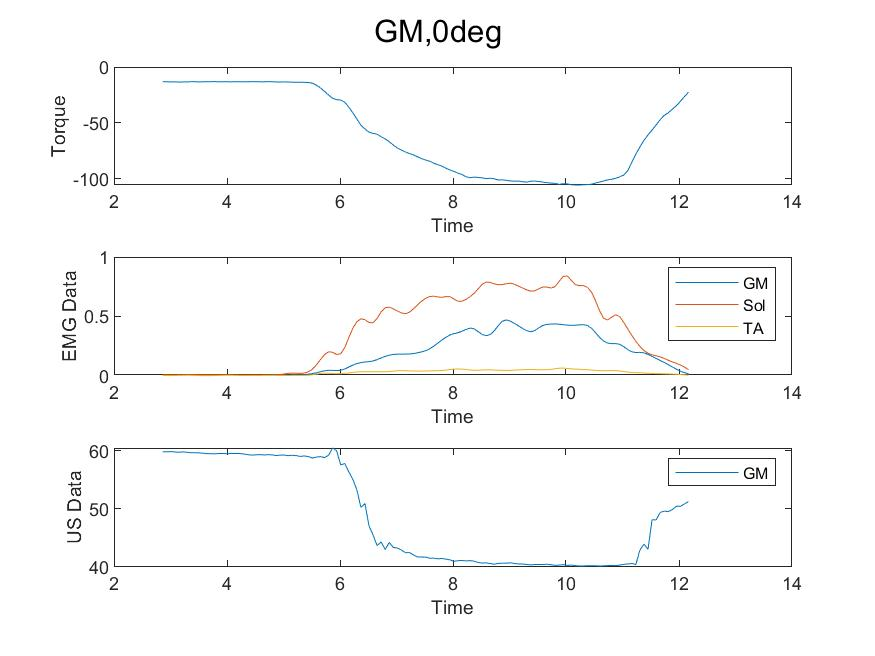 GM,0deg
0
-50
-100
Torque
2 4 6 8 10 12 14
Time
1
0.5
0
EMG Data
GM
Sol
TA
2 4 6 8 10 12 14
Time
60
50
40
US Data
GM
2 4 6 8 10 12 14
Time